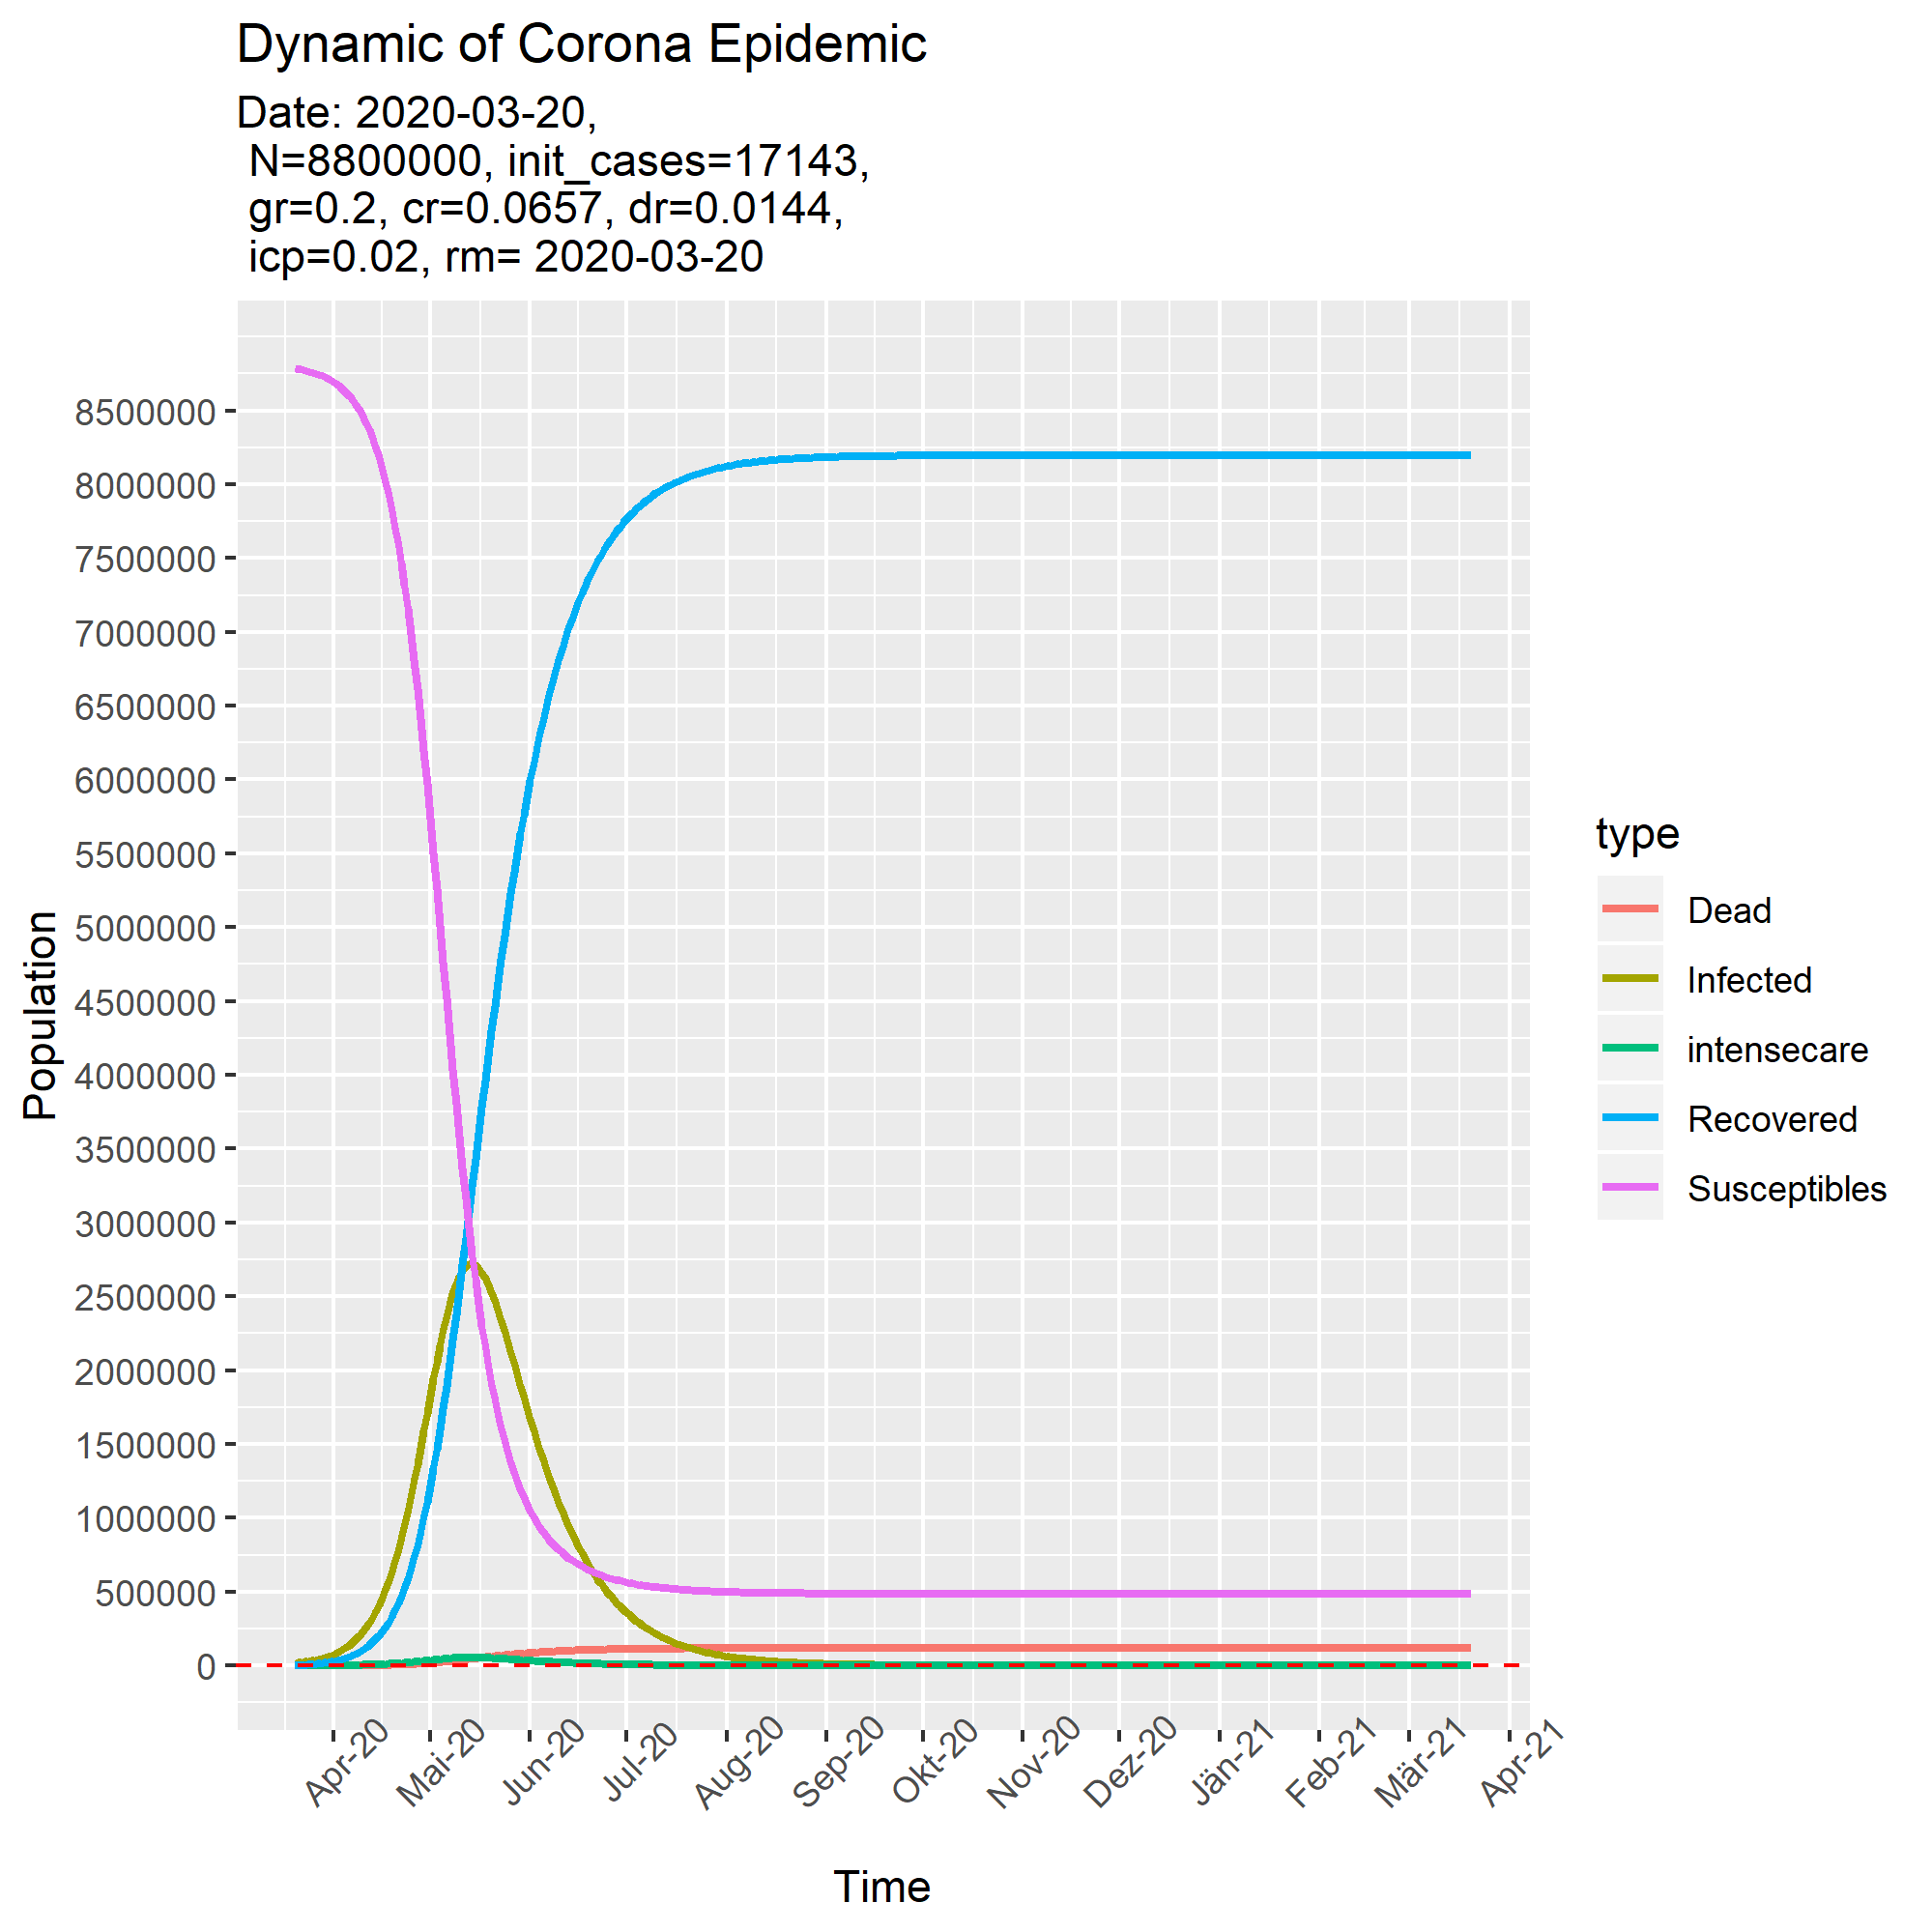 Dynamic of Corona Epidemic
Date: 2020-03-20,
N=8800000, init_cases=17143,
gr=0.2, cr=0.0657, dr=0.0144,
icp=0.02, rm= 2020-03-20
Population
8500000
8000000
7500000
7000000
6500000
6000000
5500000
5000000
4500000
4000000
3500000
3000000
2500000
2000000
1500000
1000000
500000
0
Apr-20
Mai-20
Jun-20
Jul-20
Aug-20
Sep-20
Okt-20
Nov-20
Dez-20
Jän-21
Feb-21
Mär-21
Apr-21
Time
type
Dead
Infected
intensecare
Recovered
Susceptibles